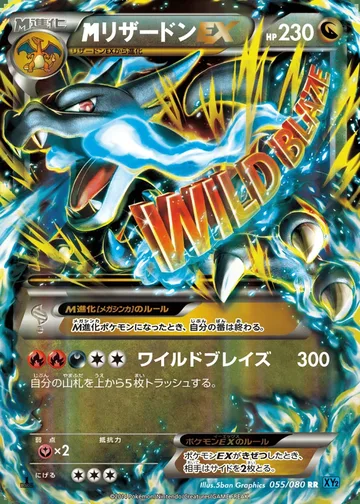 M進化
MリザードンEX
HP230
リザードンEXから進化
WILD BLAZE
M進化【メガシンカ】のルール
M進化ポケモンになったとき、自分の番は終わる。
ワイルドブレイズ 300
自分の山札を上から5枚トラッシュする。
弱点
×2
抵抗力
にげる
ポケモンEXのルール
ポケモンEXがきぜつしたとき、
相手はサイドを2枚とる。
Illus.5ban Graphics 055/080 RR XY
©2014 Pokémon/Nintendo/Creatures/GAME FREAK